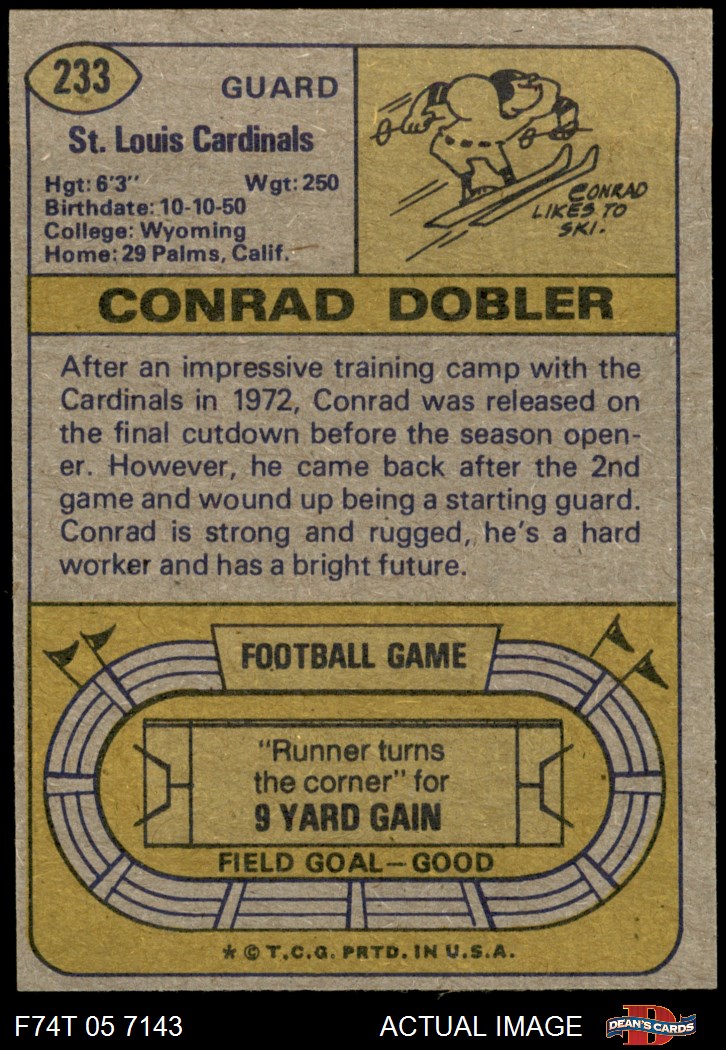 233
GUARD
St. Louis Cardinals
Hgt: 6'3" Wgt: 250
Birthdate: 10-10-50
College: Wyoming
Home: 29 Palms, Calif.
CONRAD
LIKES TO
SKI.
CONRAD DOBLER
After an impressive training camp with the
Cardinals in 1972, Conrad was released on
the final cutdown before the season open-
er. However, he came back after the 2nd
game and wound up being a starting guard.
Conrad is strong and rugged, he's a hard
worker and has a bright future.
FOOTBALL GAME
"Runner turns
the corner" for
9 YARD GAIN
FIELD GOAL—GOOD
* © T.C.G. PRTD. IN U.S.A.
F74T 05 7143 ACTUAL IMAGE
D
DEAN'S CARDS